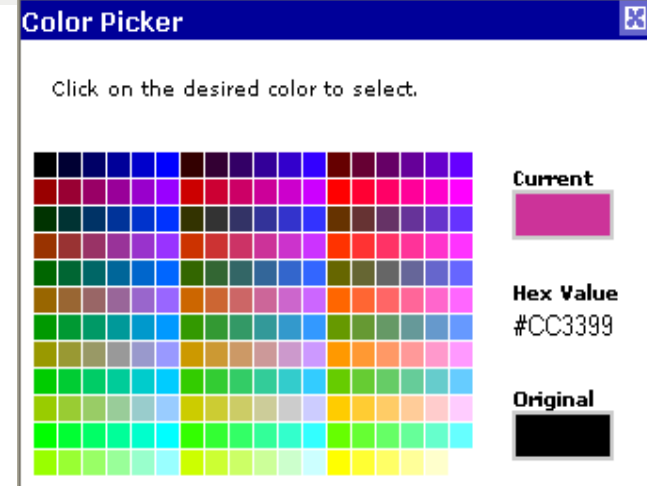 Color Picker
Click on the desired color to select.
Current
Hex Value
#CC3399
Original